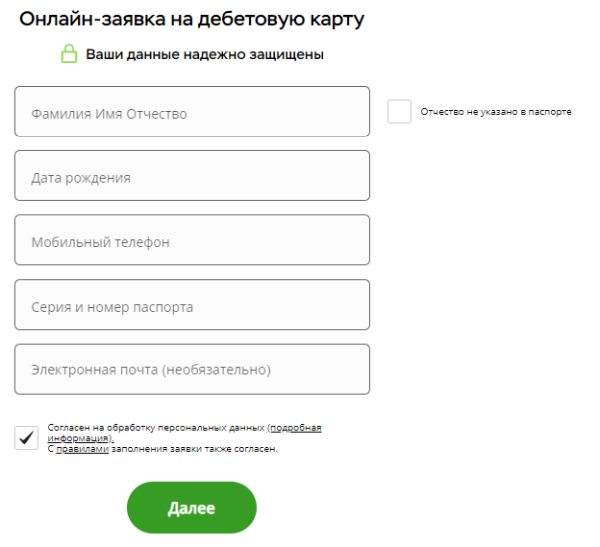 Онлайн-заявка на дебетовую карту
Ваши данные надежно защищены
Фамилия Имя Отчество
Отчество не указано в паспорте
Дата рождения
Мобильный телефон
Серия и номер паспорта
Электронная почта (необязательно)
Согласен на обработку персональных данных (подробная
информация).
С правилами заполнения заявки также согласен.
Далее